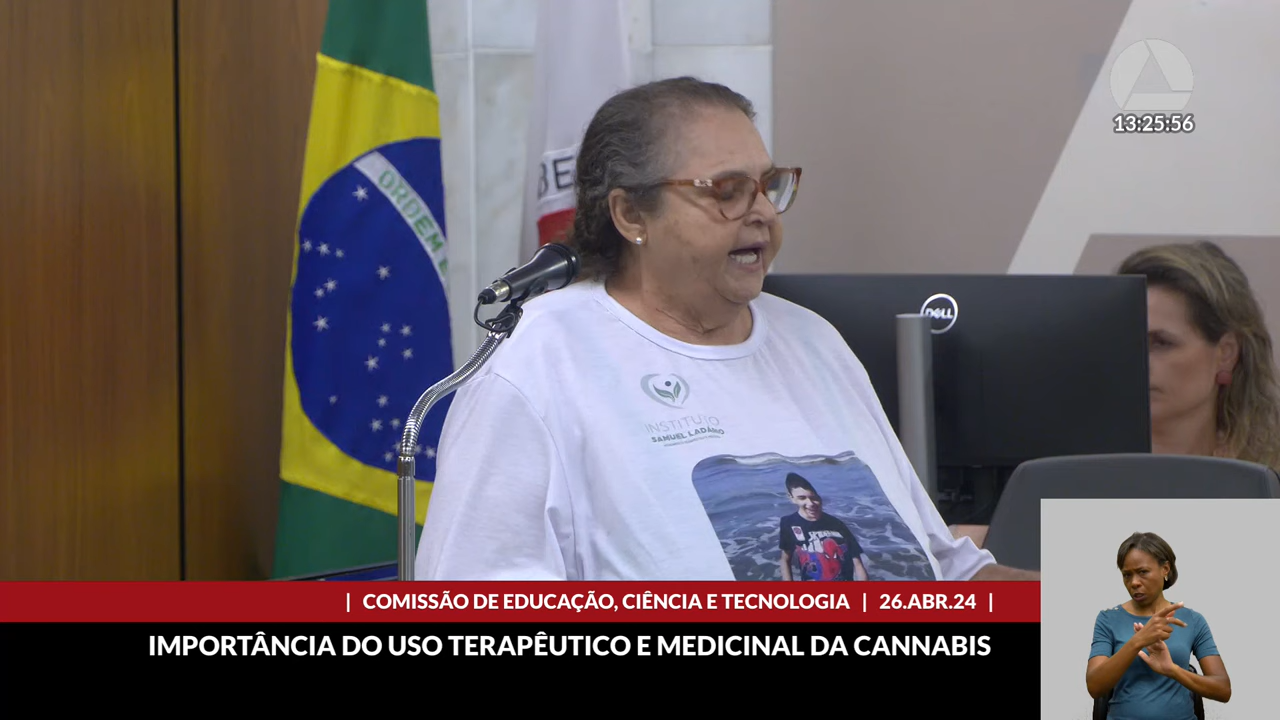 13:25:56
ORDEM
BE
DELL
INSTITUTO
SAMUEL LADÁRIO
| COMISSÃO DE EDUCAÇÃO, CIÊNCIA E TECNOLOGIA | 26.ABR.24 |
IMPORTÂNCIA DO USO TERAPÊUTICO E MEDICINAL DA CANNABIS